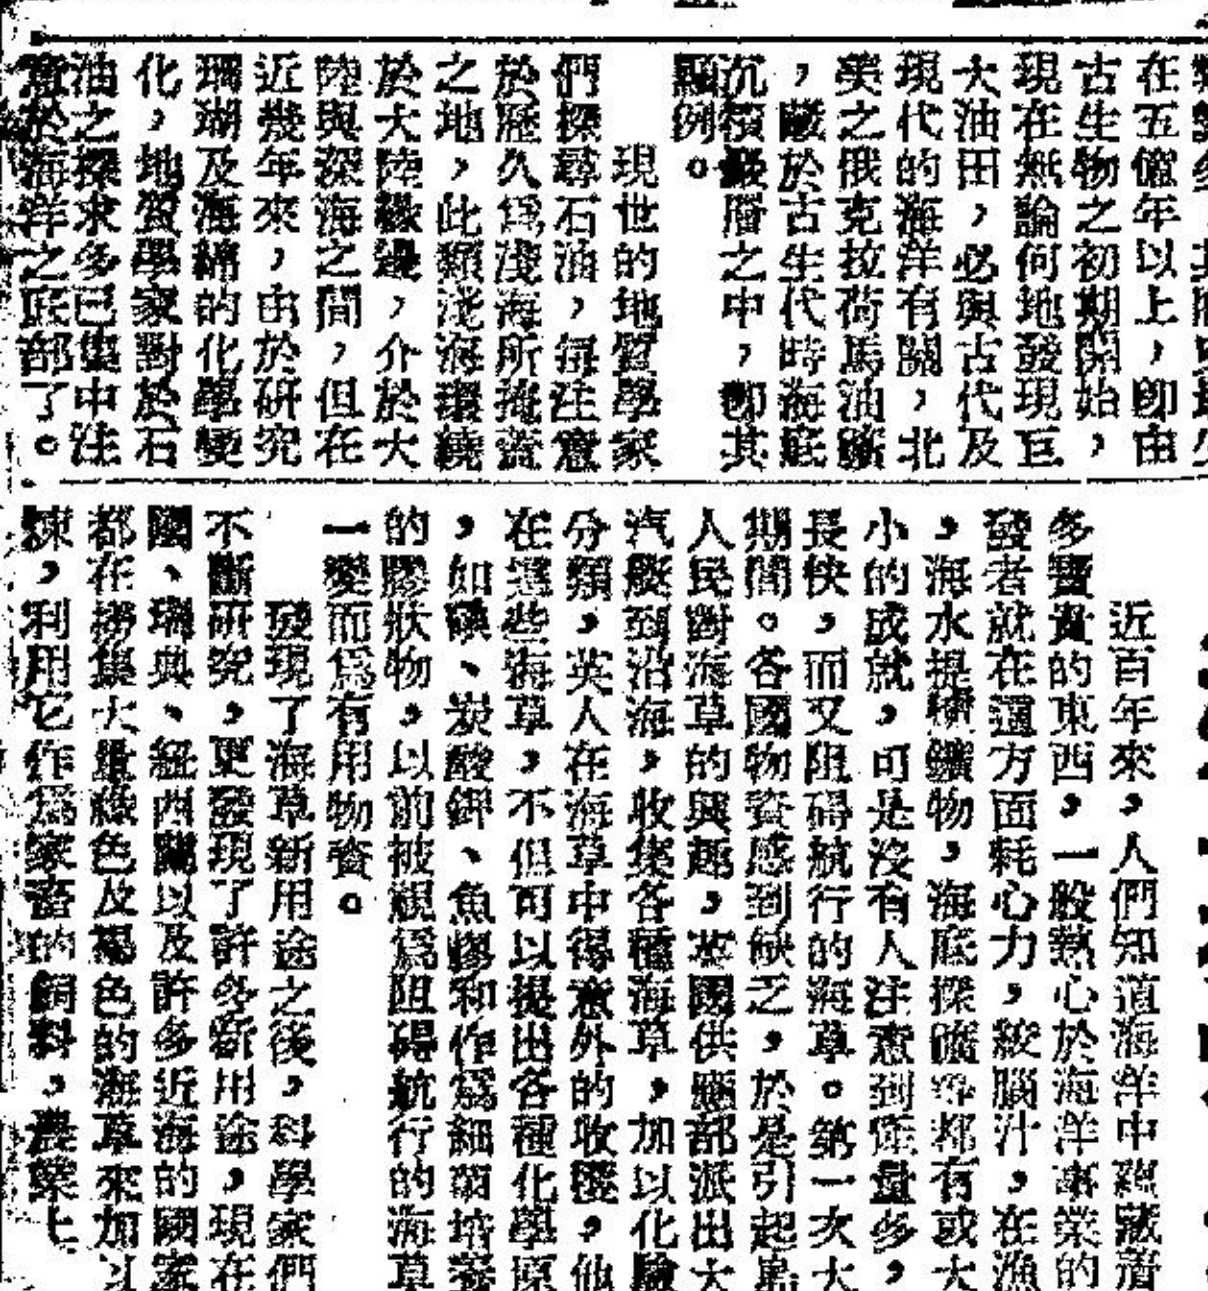 在五億年以上，卽由
古生物之初期開始，
現在無論何地發現巨
大油田，必與古代及
現代的海洋有關，北
美之俄克拉荷馬油礦
，藏於古生代時海底
沉積巖層之中，卽其
顯例。
現世的地質學家
們探尋石油，每注意
於歷久爲淺海所掩蓋
之地，此類淺海環繞
於大陸緣邊，介於大
陸與深海之間，但在
近幾年來，由於研究
珊瑚及海綿的化學變
化，地質學家對於石
油之探求多已集中注
意於海洋之底部了。
近百年來，人們知道海洋中蘊藏着
多寶貴的東西，一般熱心於海洋事業的
發者就在這方面耗心力，絞腦汁，在漁
，海水提積鑛物，海底探礦等都有或大
小的成就，可是沒有人注意到產量多，
長快，而又阻碍航行的海草。第一次大
期間。各國物資感到缺乏，於是引起
人民對海草的興趣，英國供應部派出大
汽艇到沿海，收集各種海草，加以化驗
分類，英人在海草中得意外的收穫，他
在這些海草，不但可以提出各種化學原
，如碘、炭酸鉀、魚膠和作爲細菌培養
的膠狀物，以前被視爲阻碍航行的海草
一變而爲有用物資。
發現了海草新用途之後，科學家們
不斷研究，更發現了許多新用途，現在
國、瑞典、紐西蘭以及許多近海的國家
都在撈集大量綠色及褐色的海草來加以
煉，利用它作爲家畜的飼料，農業上